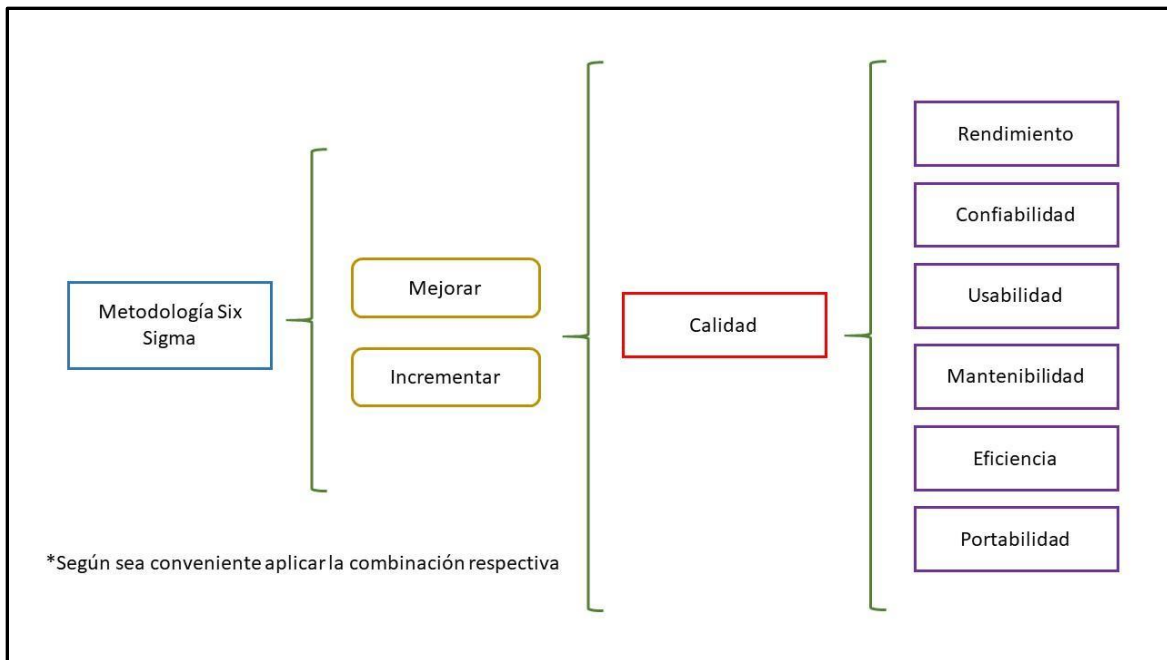 Metodología Six
Sigma
Mejorar
Incrementar
Calidad
Rendimiento
Confiabilidad
Usabilidad
Mantenibilidad
Eficiencia
Portabilidad
*Según sea conveniente aplicar la combinación respectiva